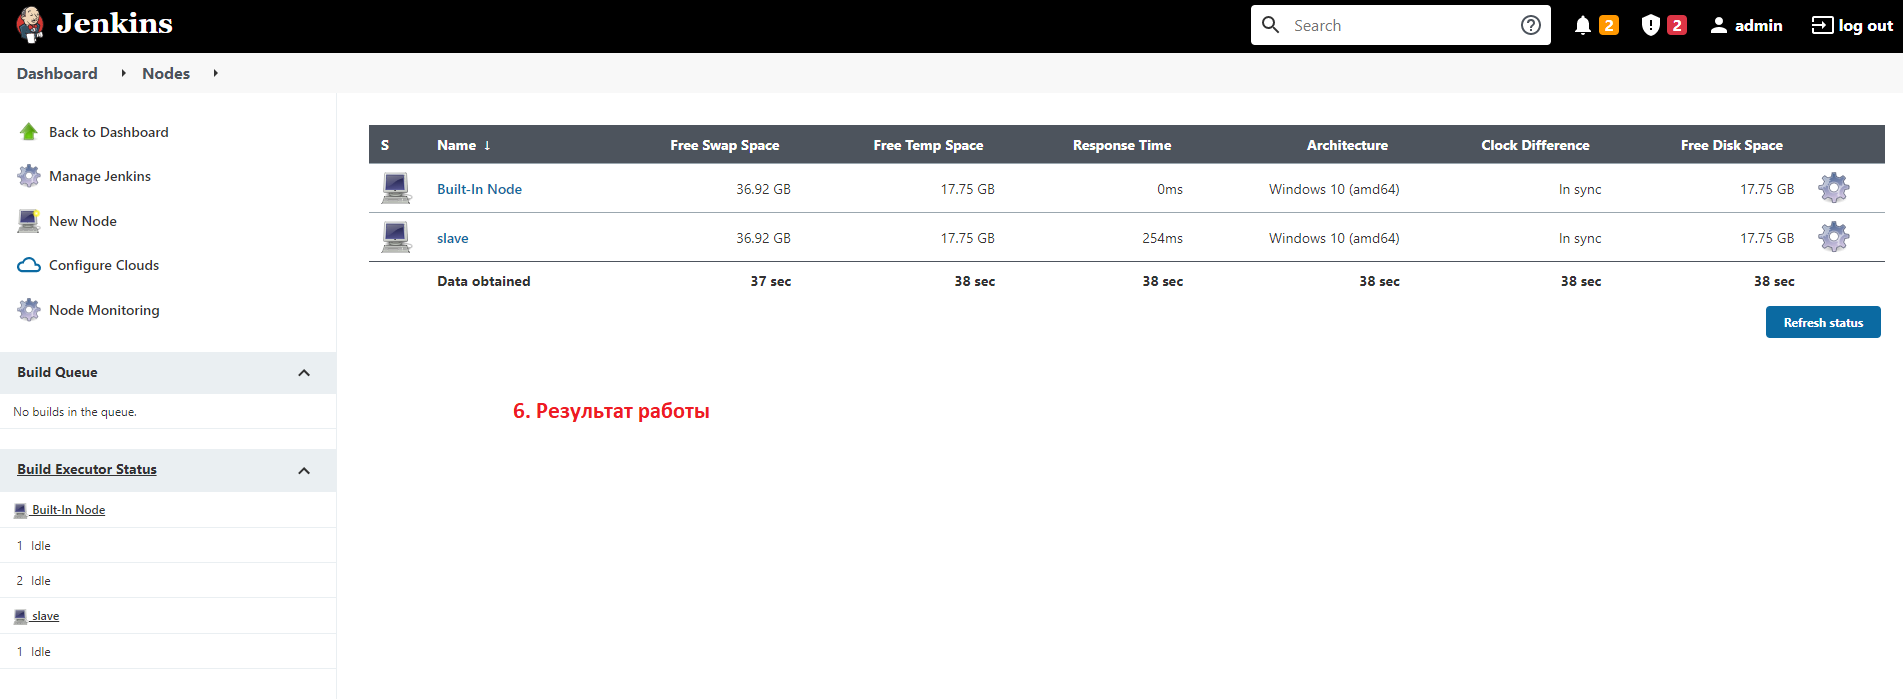 Jenkins
Search
2
2
admin
log out
Dashboard
Nodes
Back to Dashboard
Manage Jenkins
New Node
Configure Clouds
Node Monitoring
Build Queue
No builds in the queue.
Build Executor Status
Built-In Node
1 Idle
2 Idle
slave
1 Idle
S Name ↓ Free Swap Space Free Temp Space Response Time Architecture Clock Difference Free Disk Space
Built-In Node 36.92 GB 17.75 GB 0ms Windows 10 (amd64) In sync 17.75 GB
slave 36.92 GB 17.75 GB 254ms Windows 10 (amd64) In sync 17.75 GB
Data obtained 37 sec 38 sec 38 sec 38 sec 38 sec 38 sec
Refresh status
6. Результат работы